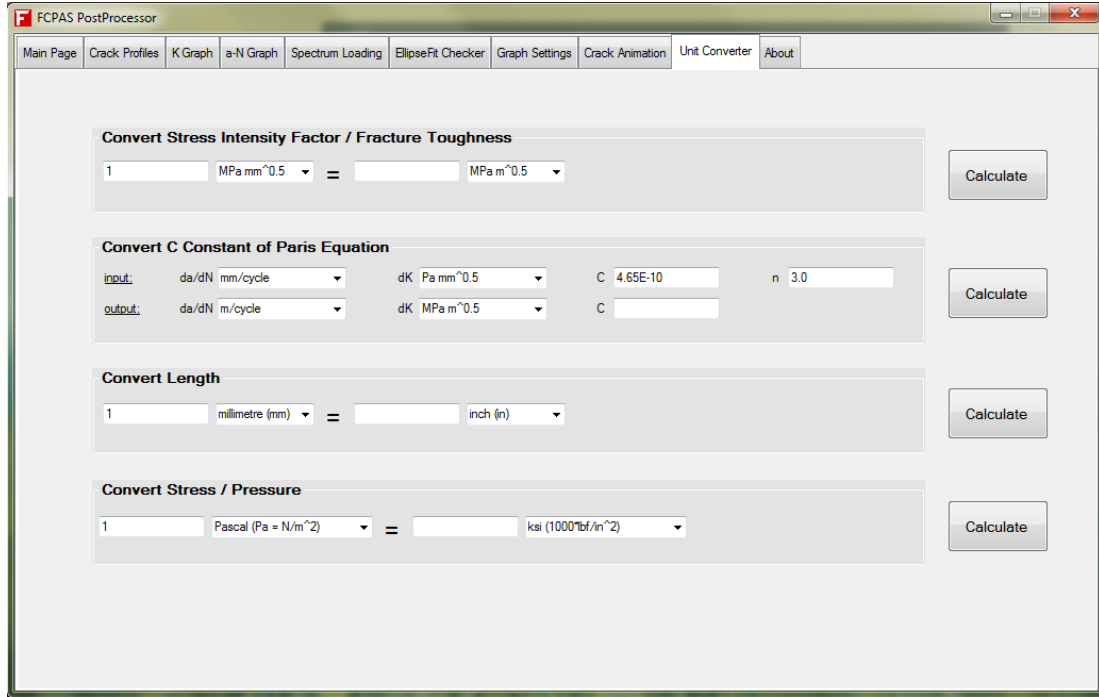 F FCPAS PostProcessor
Main Page Crack Profiles K Graph a-N Graph Spectrum Loading EllipseFit Checker Graph Settings Crack Animation Unit Converter About
Convert Stress Intensity Factor / Fracture Toughness
1 MPa mm^0.5 = MPa m^0.5
Calculate
Convert C Constant of Paris Equation
input: da/dN mm/cycle dK Pa mm^0.5 C 4.65E-10 n 3.0
output: da/dN m/cycle dK MPa m^0.5 C
Calculate
Convert Length
1 millimetre (mm) = inch (in)
Calculate
Convert Stress / Pressure
1 Pascal (Pa = N/m^2) = ksi (1000*lbf/in^2)
Calculate